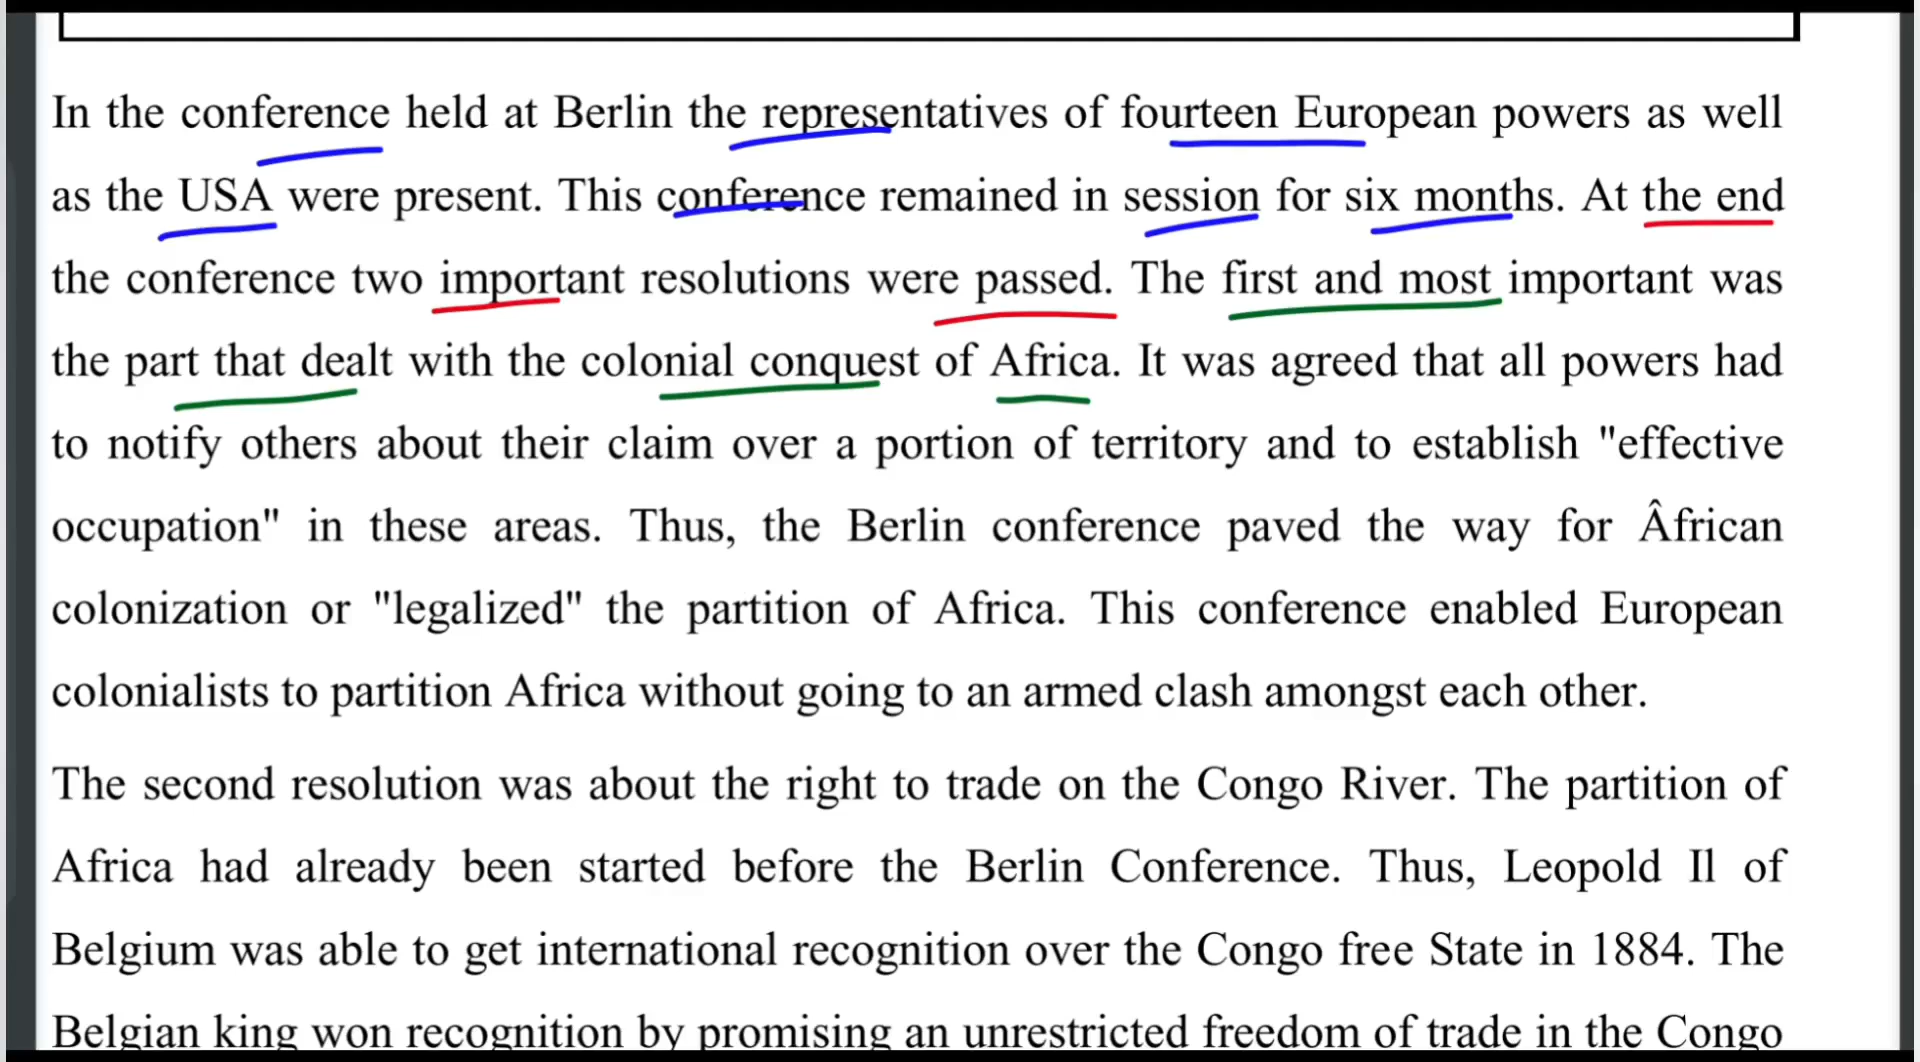 In the conference held at Berlin the representatives of fourteen European powers as well
as the USA were present. This conference remained in session for six months. At the end
the conference two important resolutions were passed. The first and most important was
the part that dealt with the colonial conquest of Africa. It was agreed that all powers had
to notify others about their claim over a portion of territory and to establish "effective
occupation" in these areas. Thus, the Berlin conference paved the way for Âfrican
colonization or "legalized" the partition of Africa. This conference enabled European
colonialists to partition Africa without going to an armed clash amongst each other.
The second resolution was about the right to trade on the Congo River. The partition of
Africa had already been started before the Berlin Conference. Thus, Leopold Il of
Belgium was able to get international recognition over the Congo free State in 1884. The
Belgian king won recognition by promising an unrestricted freedom of trade in the Congo